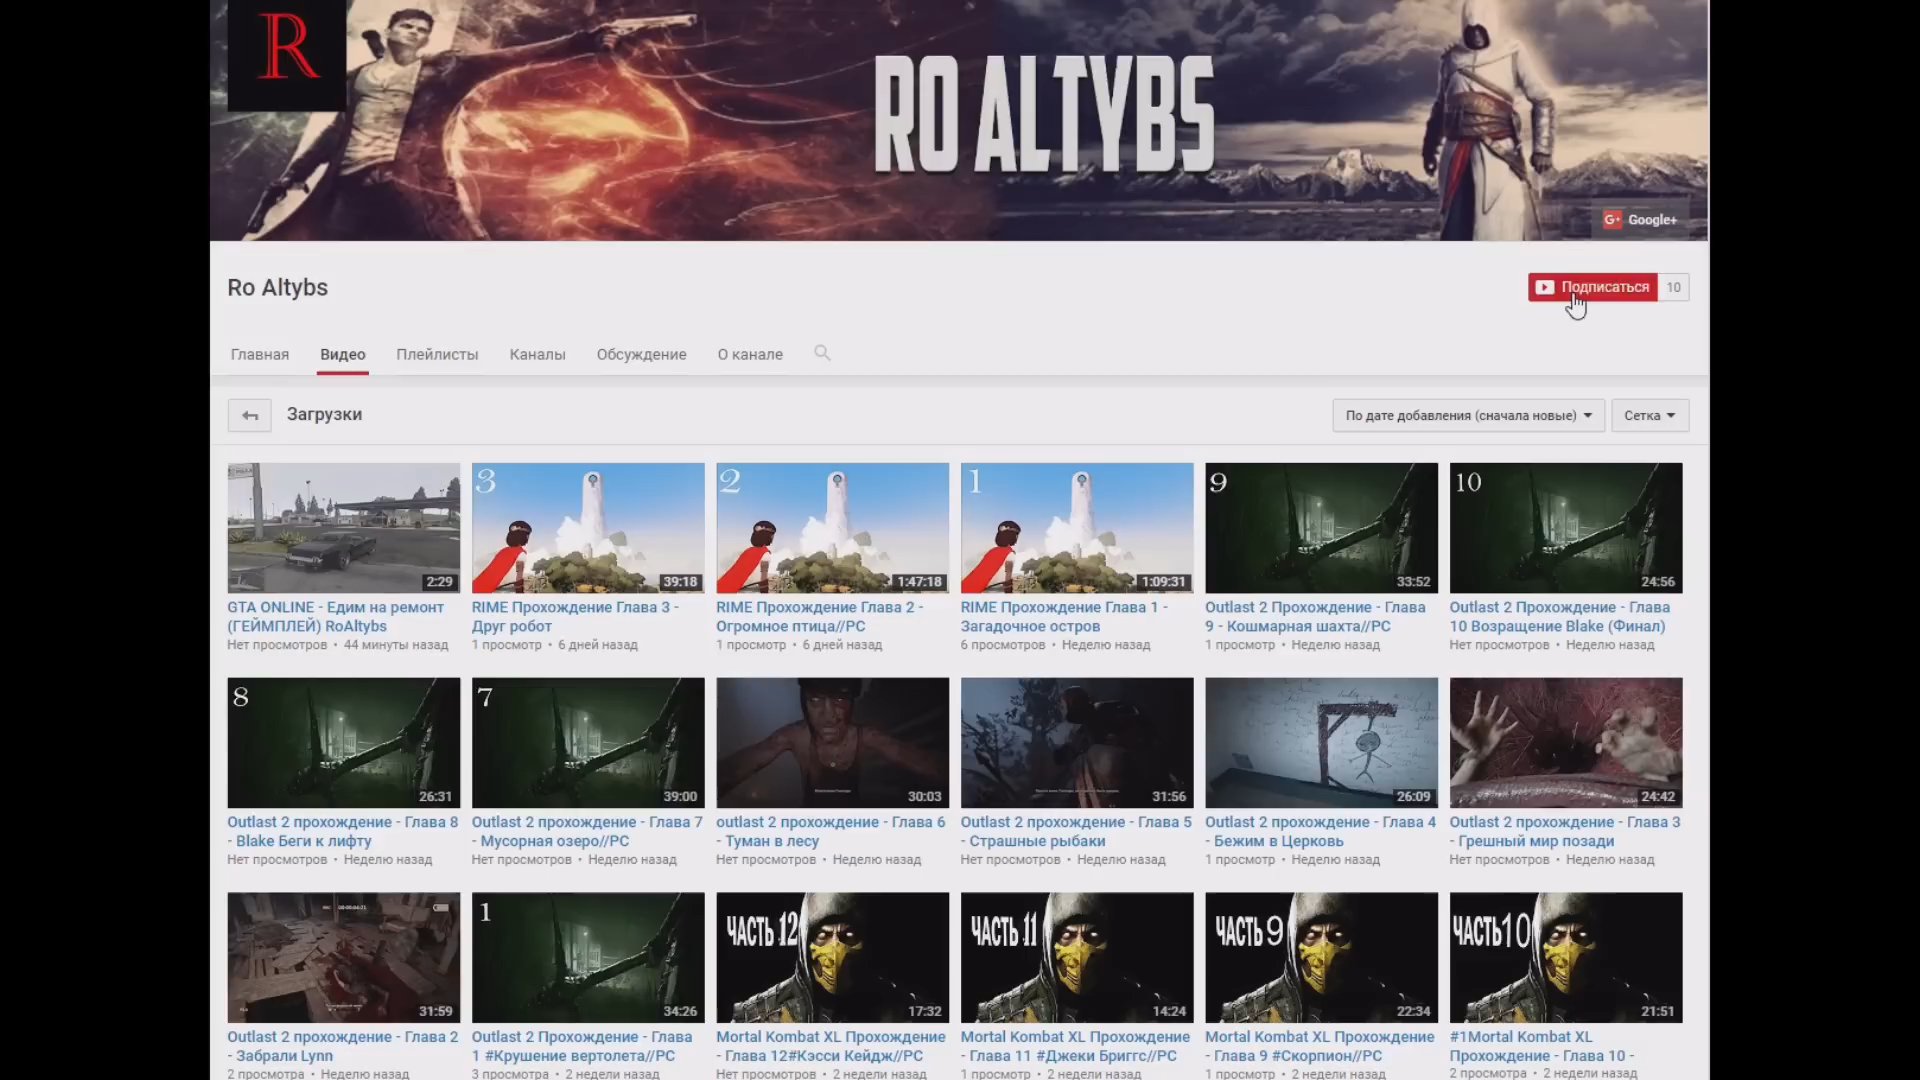 R
RO ALTYBS
Google+
Ro Altybs
Подписаться 10
Главная Видео Плейлисты Каналы Обсуждение О канале
Загрузки
По дате добавления (сначала новые) Сетка
3 2 1 9 10
2:29 39:18 1:47:18 1:09:31 33:52 24:56
GTA ONLINE - Едим на ремонт
(ГЕЙМПЛЕЙ) RoAltybs
Нет просмотров • 44 минуты назад
RIME Прохождение Глава 3 -
Друг робот
1 просмотр • 6 дней назад
RIME Прохождение Глава 2 -
Огромное птица//PC
1 просмотр • 6 дней назад
RIME Прохождение Глава 1 -
Загадочное остров
6 просмотров • Неделю назад
Outlast 2 Прохождение - Глава
9 - Кошмарная шахта//PC
1 просмотр • Неделю назад
Outlast 2 Прохождение - Глава
10 Возращение Blake (Финал)
Нет просмотров • Неделю назад
8 7
26:31 39:00 30:03 31:56 26:09 24:42
Outlast 2 прохождение - Глава 8
- Blake Беги к лифту
Нет просмотров • Неделю назад
Outlast 2 прохождение - Глава 7
- Мусорная озеро//PC
Нет просмотров • Неделю назад
outlast 2 прохождение - Глава 6
- Туман в лесу
Нет просмотров • Неделю назад
Outlast 2 прохождение - Глава 5
- Страшные рыбаки
Нет просмотров • Неделю назад
Outlast 2 прохождение - Глава 4
- Бежим в Церковь
1 просмотр • Неделю назад
Outlast 2 прохождение - Глава 3
- Грешный мир позади
Нет просмотров • Неделю назад
1 ЧАСТЬ 12 ЧАСТЬ 11 ЧАСТЬ 9 ЧАСТЬ 10
31:59 34:26 17:32 14:24 22:34 21:51
Outlast 2 прохождение - Глава 2
- Забрали Lynn
2 просмотра • Неделю назад
Outlast 2 Прохождение - Глава
1 #Крушение вертолета//PC
3 просмотра • 2 недели назад
Mortal Kombat XL Прохождение
- Глава 12#Кэсси Кейдж//PC
Нет просмотров • 2 недели назад
Mortal Kombat XL Прохождение
- Глава 11 #Джеки Бриггс//PC
1 просмотр • 2 недели назад
Mortal Kombat XL Прохождение
- Глава 9 #Скорпион//PC
1 просмотр • 2 недели назад
#1Mortal Kombat XL
Прохождение - Глава 10 -
2 просмотра • 2 недели назад